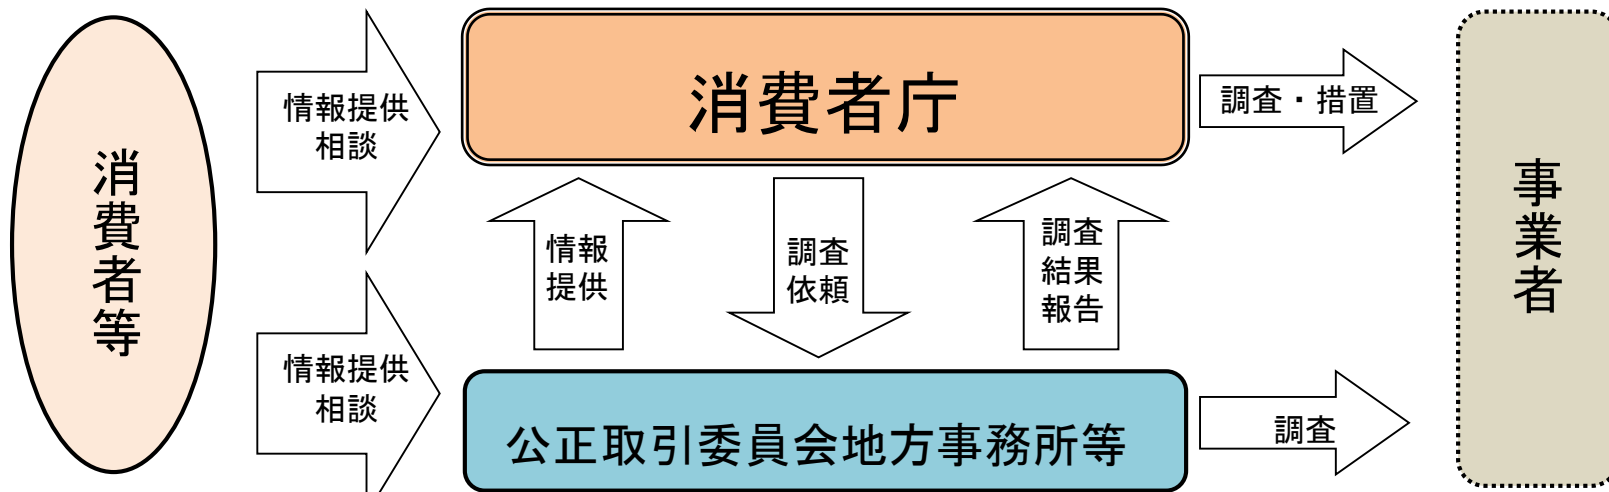 消費者等
情報提供
相談
消費者庁
調査・措置
情報
提供
調査
依頼
調査
結果
報告
情報提供
相談
公正取引委員会地方事務所等
調査
事業者